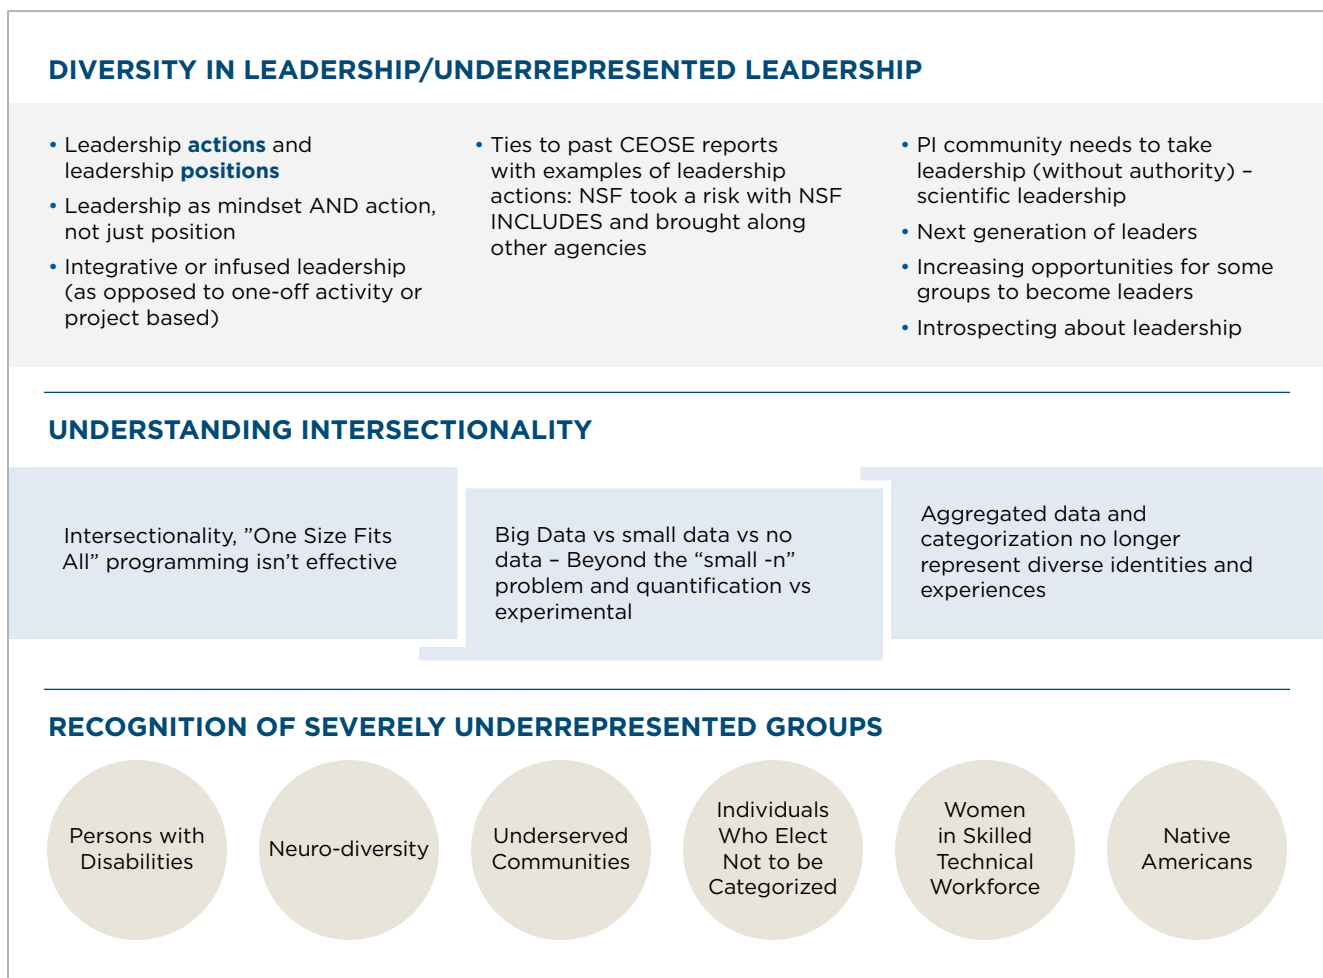 DIVERSITY IN LEADERSHIP/UNDERREPRESENTED LEADERSHIP
• Leadership actions and
leadership positions
• Leadership as mindset AND action,
not just position
• Integrative or infused leadership
(as opposed to one-off activity or
project based)
• Ties to past CEOSE reports
with examples of leadership
actions: NSF took a risk with NSF
INCLUDES and brought along
other agencies
• PI community needs to take
leadership (without authority) –
scientific leadership
• Next generation of leaders
• Increasing opportunities for some
groups to become leaders
• Introspecting about leadership
UNDERSTANDING INTERSECTIONALITY
Intersectionality, ”One Size Fits
All” programming isn’t effective
Big Data vs small data vs no
data – Beyond the “small -n”
problem and quantification vs
experimental
Aggregated data and
categorization no longer
represent diverse identities and
experiences
RECOGNITION OF SEVERELY UNDERREPRESENTED GROUPS
Persons with
Disabilities
Neuro-diversity
Underserved
Communities
Individuals
Who Elect
Not to be
Categorized
Women
in Skilled
Technical
Workforce
Native
Americans